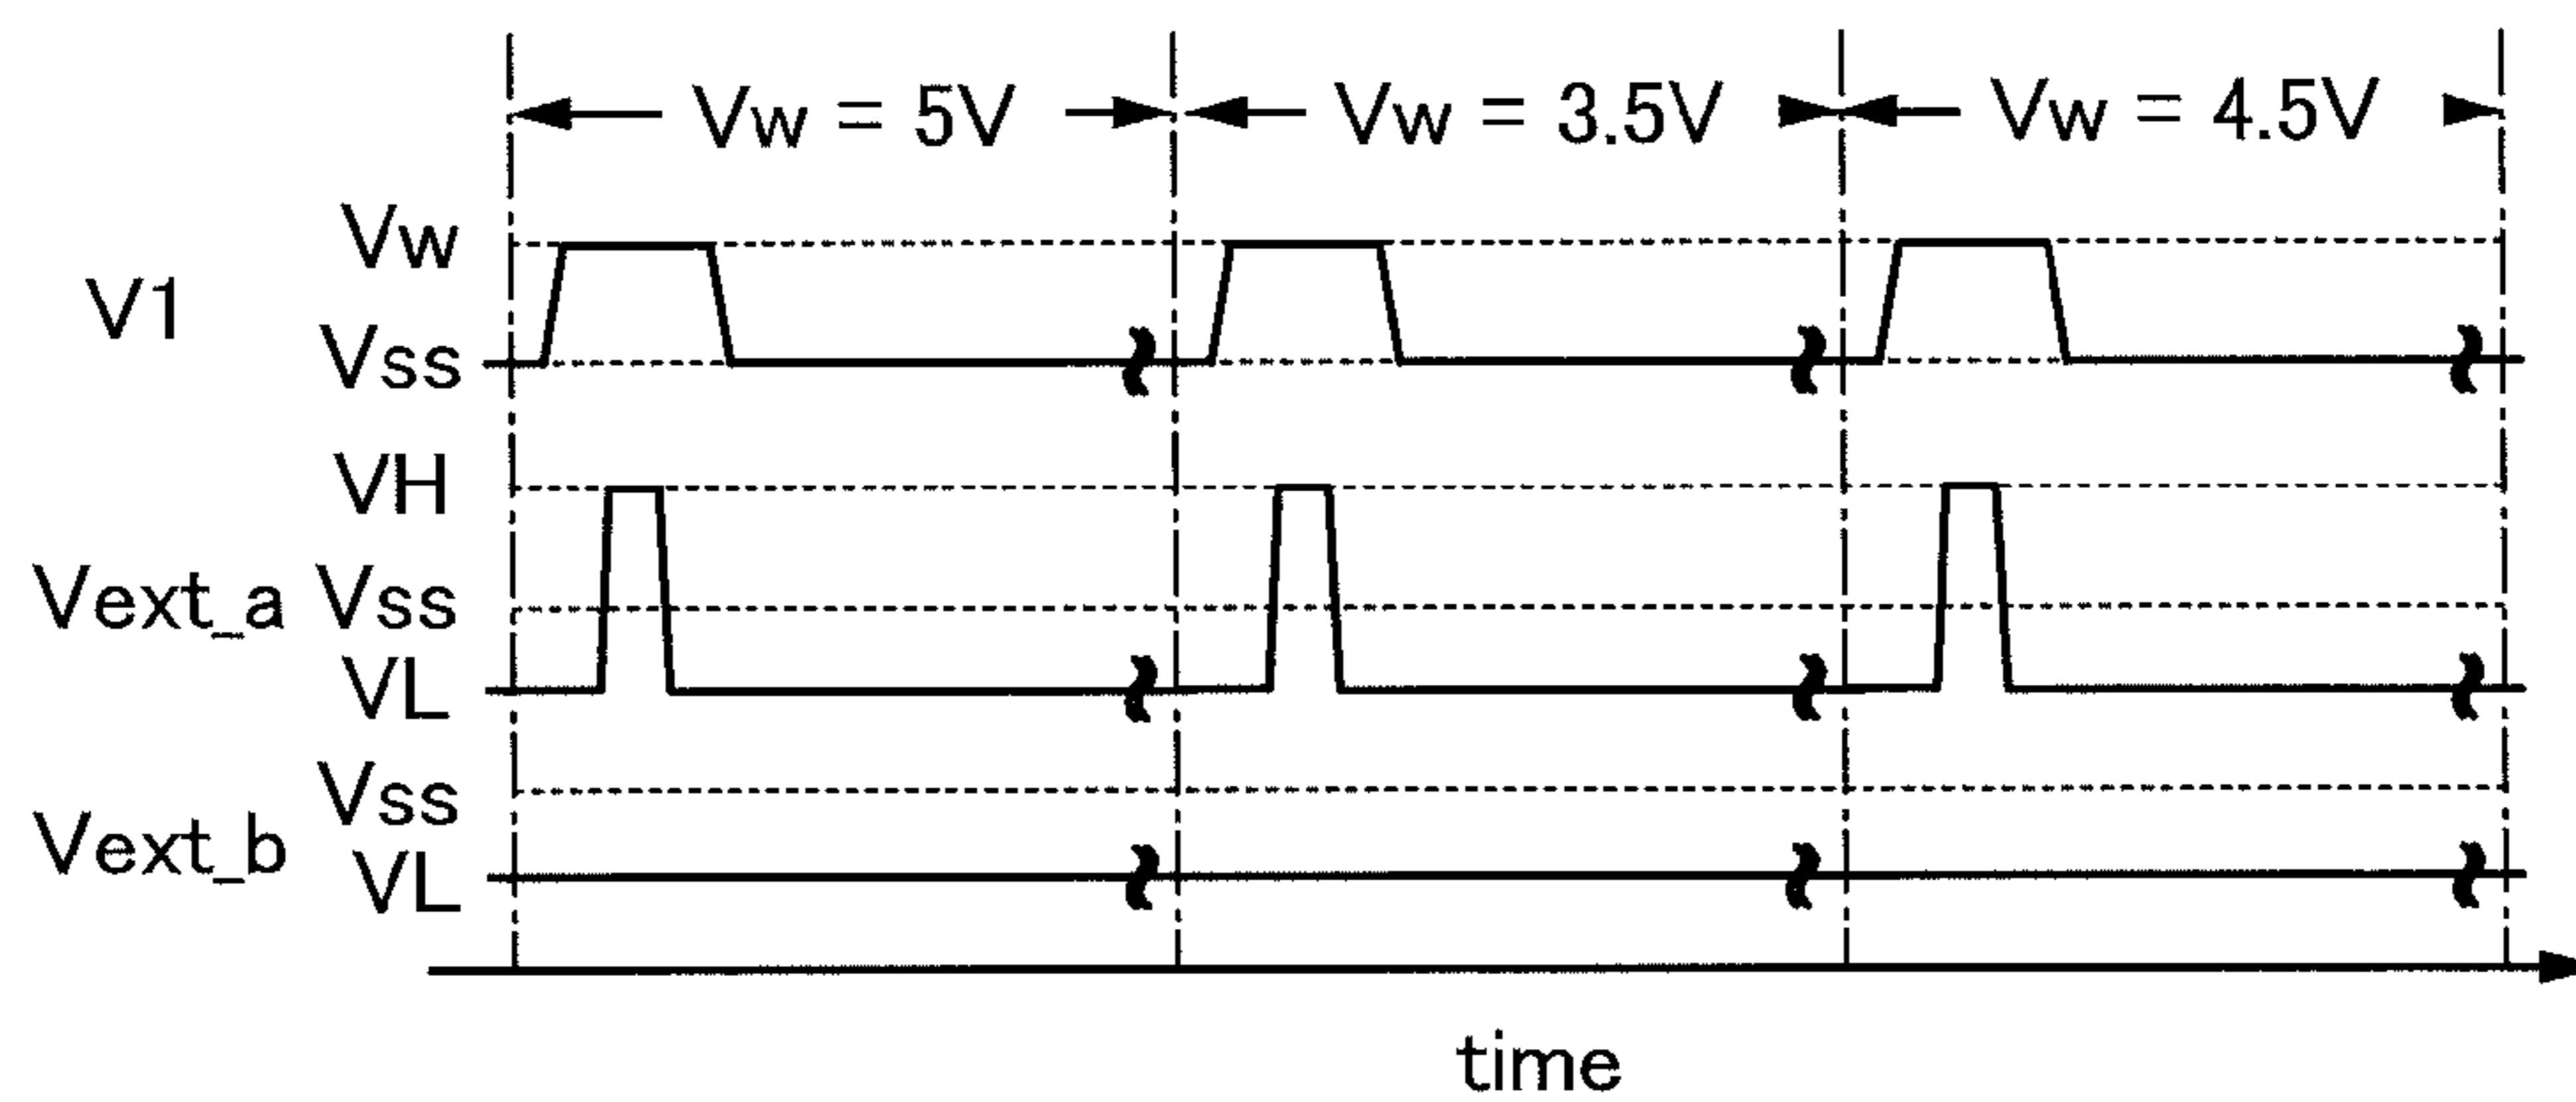 Vw = 5V Vw = 3.5V Vw = 4.5V
Vw
V1
Vss
VH
Vext_a Vss
VL
Vss
Vext_b
VL
time